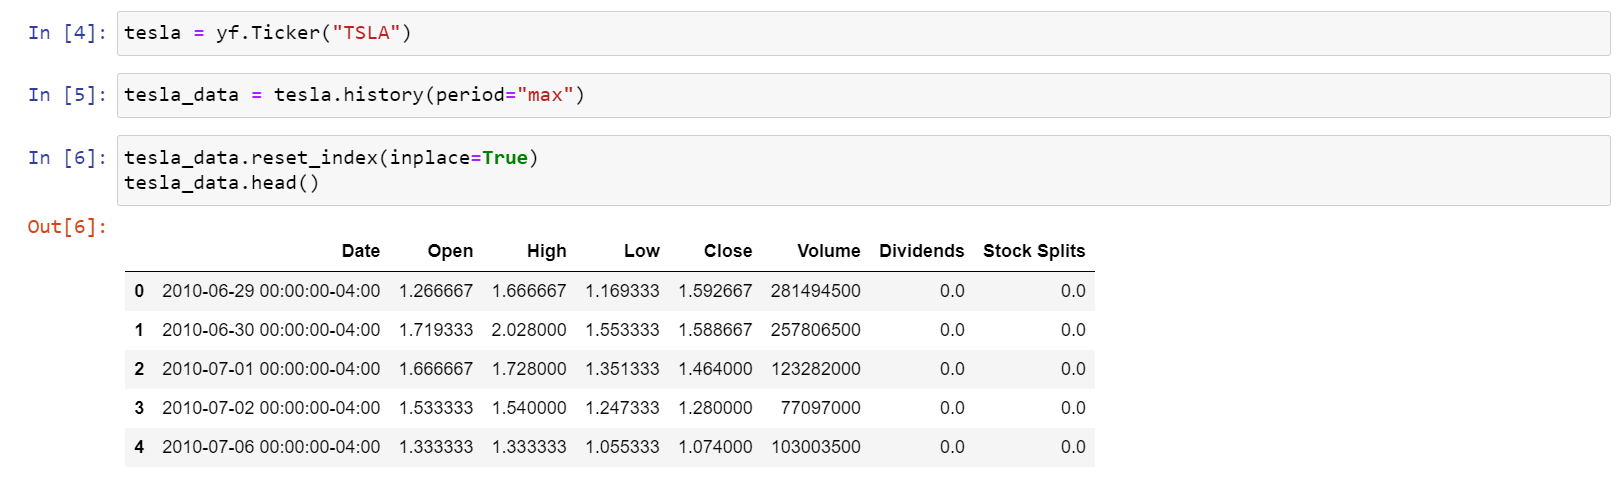 In [4]: tesla = yf.Ticker("TSLA")
In [5]: tesla_data = tesla.history(period="max")
In [6]: tesla_data.reset_index(inplace=True)
tesla_data.head()
Out[6]:
Date Open High Low Close Volume Dividends Stock Splits
0 2010-06-29 00:00:00-04:00 1.266667 1.666667 1.169333 1.592667 281494500 0.0 0.0
1 2010-06-30 00:00:00-04:00 1.719333 2.028000 1.553333 1.588667 257806500 0.0 0.0
2 2010-07-01 00:00:00-04:00 1.666667 1.728000 1.351333 1.464000 123282000 0.0 0.0
3 2010-07-02 00:00:00-04:00 1.533333 1.540000 1.247333 1.280000 77097000 0.0 0.0
4 2010-07-06 00:00:00-04:00 1.333333 1.333333 1.055333 1.074000 103003500 0.0 0.0